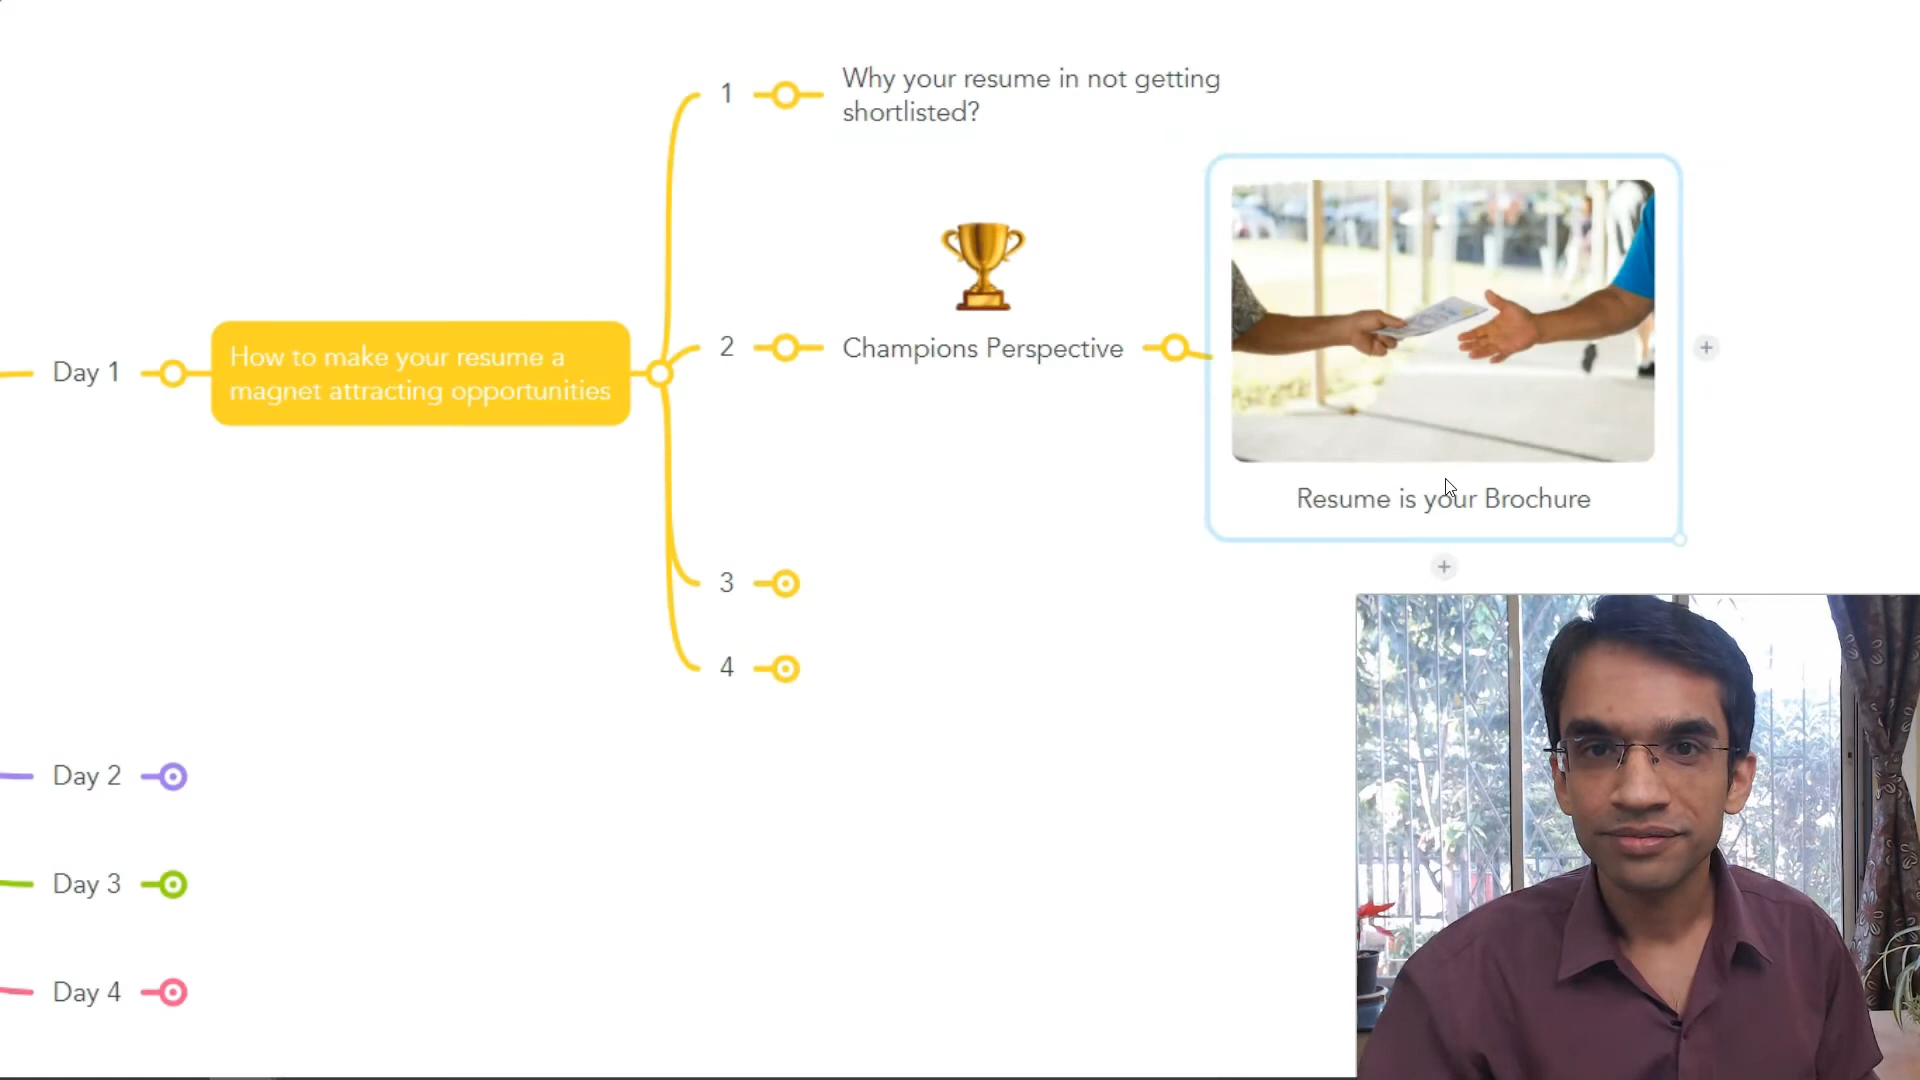 1
Why your resume in not getting
shortlisted?
2
Champions Perspective
Resume is your Brochure
Day 1
How to make your resume a
magnet attracting opportunities
3
4
Day 2
Day 3
Day 4